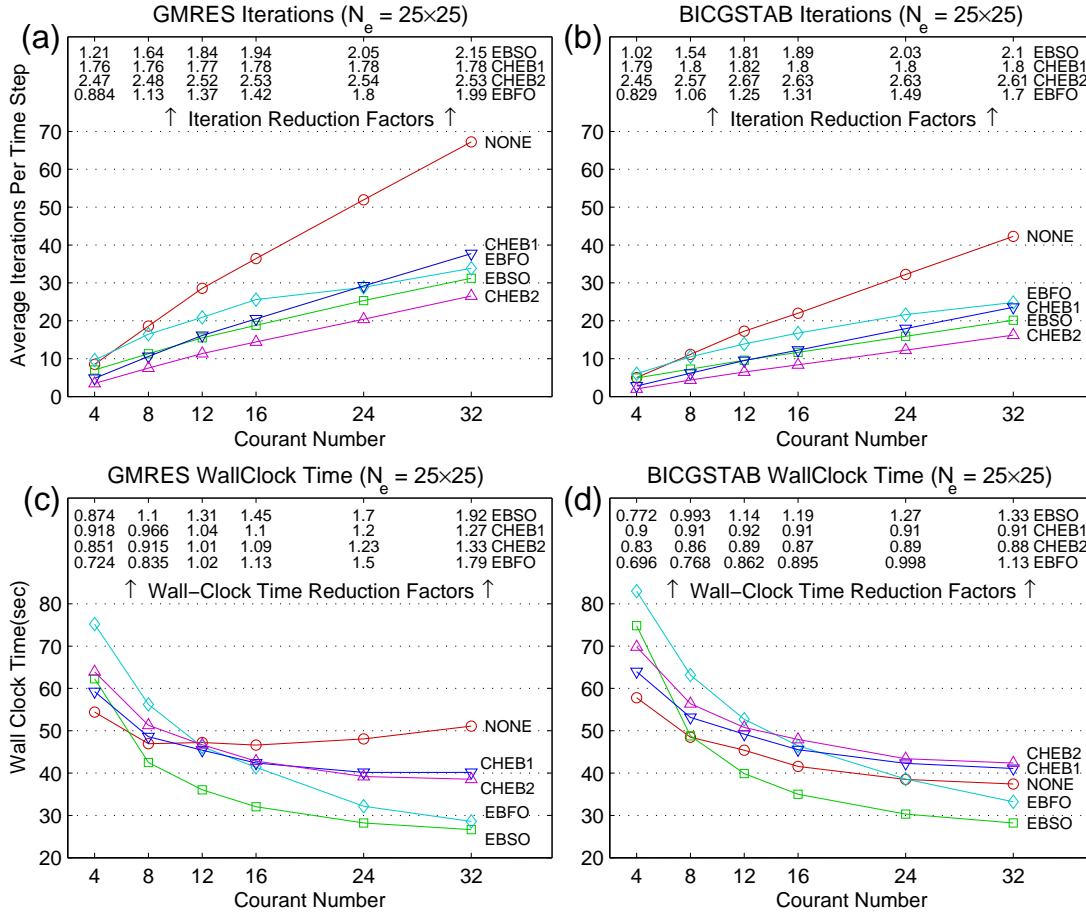 GMRES Iterations (N_e = 25×25)
(a)
1.21 1.64 1.84 1.94 2.05 2.15 EBSO
1.76 1.76 1.77 1.78 1.78 1.78 CHEB1
2.47 2.48 2.52 2.53 2.54 2.53 CHEB2
0.884 1.13 1.37 1.42 1.8 1.99 EBFO
↑ Iteration Reduction Factors ↑
70
60
50
40
30
20
10
0
NONE
CHEB1
EBFO
EBSO
CHEB2
Average Iterations Per Time Step
4 8 12 16 24 32
Courant Number
BICGSTAB Iterations (N_e = 25×25)
(b)
1.02 1.54 1.81 1.89 2.03 2.1 EBSO
1.79 1.8 1.82 1.8 1.8 1.8 CHEB1
2.45 2.57 2.67 2.63 2.63 2.61 CHEB2
0.829 1.06 1.25 1.31 1.49 1.7 EBFO
↑ Iteration Reduction Factors ↑
70
60
50
40
30
20
10
0
NONE
EBFO
CHEB1
EBSO
CHEB2
4 8 12 16 24 32
Courant Number
GMRES WallClock Time (N_e = 25×25)
(c)
0.874 1.1 1.31 1.45 1.7 1.92 EBSO
0.918 0.966 1.04 1.1 1.2 1.27 CHEB1
0.851 0.915 1.01 1.09 1.23 1.33 CHEB2
0.724 0.835 1.02 1.13 1.5 1.79 EBFO
↑ Wall−Clock Time Reduction Factors ↑
80
70
60
50
40
30
20
NONE
CHEB1
CHEB2
EBFO
EBSO
Wall Clock Time(sec)
4 8 12 16 24 32
Courant Number
BICGSTAB WallClock Time (N_e = 25×25)
(d)
0.772 0.993 1.14 1.19 1.27 1.33 EBSO
0.9 0.91 0.92 0.91 0.91 0.91 CHEB1
0.83 0.86 0.89 0.87 0.89 0.88 CHEB2
0.696 0.768 0.862 0.895 0.998 1.13 EBFO
↑ Wall−Clock Time Reduction Factors ↑
80
70
60
50
40
30
20
CHEB2
CHEB1
NONE
EBFO
EBSO
4 8 12 16 24 32
Courant Number